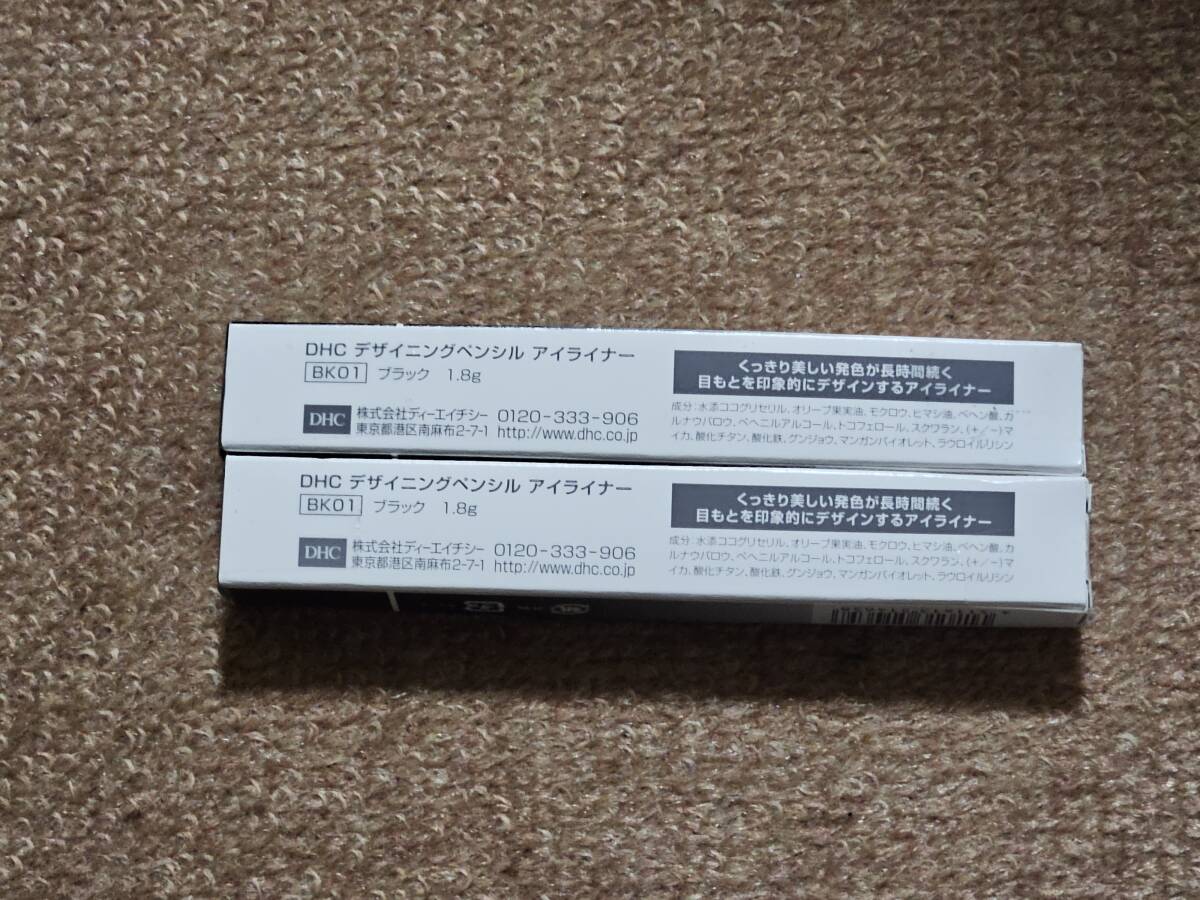 DHC デザイニングペンシル アイライナー
BK01 ブラック 1.8g
DHC 株式会社ディーエイチシー 0120-333-906
東京都港区南麻布2-7-1 http://www.dhc.co.jp
くっきり美しい発色が長時間続く
目もとを印象的にデザインするアイライナー
成分:水添ココグリセリル、オリーブ果実油、モクロウ、ヒマシ油、ベヘン酸、カ
ルナウバロウ、ベヘニルアルコール、トコフェロール、スクワラン、(+/-)マ
イカ、酸化チタン、酸化鉄、グンジョウ、マンガンバイオレット、ラウロイルリシン
DHC デザイニングペンシル アイライナー
BK01 ブラック 1.8g
DHC 株式会社ディーエイチシー 0120-333-906
東京都港区南麻布2-7-1 http://www.dhc.co.jp
くっきり美しい発色が長時間続く
目もとを印象的にデザインするアイライナー
成分:水添ココグリセリル、オリーブ果実油、モクロウ、ヒマシ油、ベヘン酸、カ
ルナウバロウ、ベヘニルアルコール、トコフェロール、スクワラン、(+/-)マ
イカ、酸化チタン、酸化鉄、グンジョウ、マンガンバイオレット、ラウロイルリシン